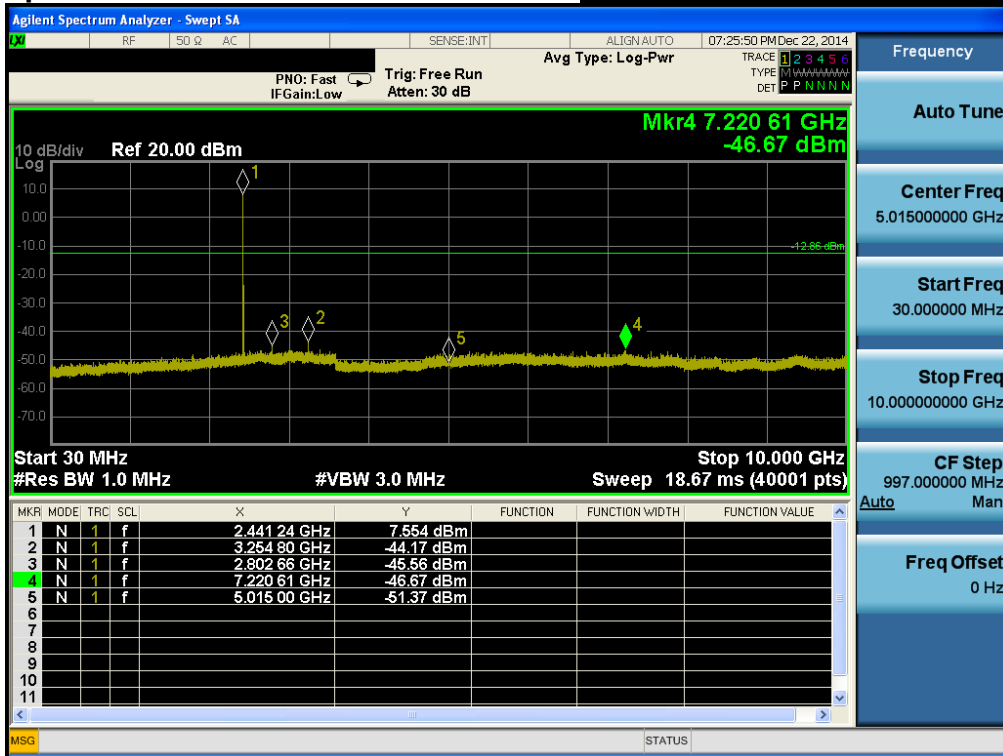 Agilent Spectrum Analyzer - Swept SA
LXI RF 50 Ω AC SENSE:INT ALIGN AUTO 07:25:50 PM Dec 22, 2014
Avg Type: Log-Pwr TRACE 1 2 3 4 5 6
PNO: Fast Trig: Free Run TYPE M WWWWW
IFGain:Low Atten: 30 dB DET P P N N N N
Mkr4 7.220 61 GHz
-46.67 dBm
10 dB/div Ref 20.00 dBm
Log
10.0
0.00
-10.0
-20.0
-30.0
-40.0
-50.0
-60.0
-70.0
-12.86 dBm
1
3 2
5
4
Start 30 MHz Stop 10.000 GHz
#Res BW 1.0 MHz #VBW 3.0 MHz Sweep 18.67 ms (40001 pts)
MKR MODE TRC SCL X Y FUNCTION FUNCTION WIDTH FUNCTION VALUE
1 N 1 f 2.441 24 GHz 7.554 dBm
2 N 1 f 3.254 80 GHz -44.17 dBm
3 N 1 f 2.802 66 GHz -45.56 dBm
4 N 1 f 7.220 61 GHz -46.67 dBm
5 N 1 f 5.015 00 GHz -51.37 dBm
6
7
8
9
10
11
MSG STATUS
Frequency
Auto Tune
Center Freq
5.015000000 GHz
Start Freq
30.000000 MHz
Stop Freq
10.000000000 GHz
CF Step
997.000000 MHz
Auto Man
Freq Offset
0 Hz